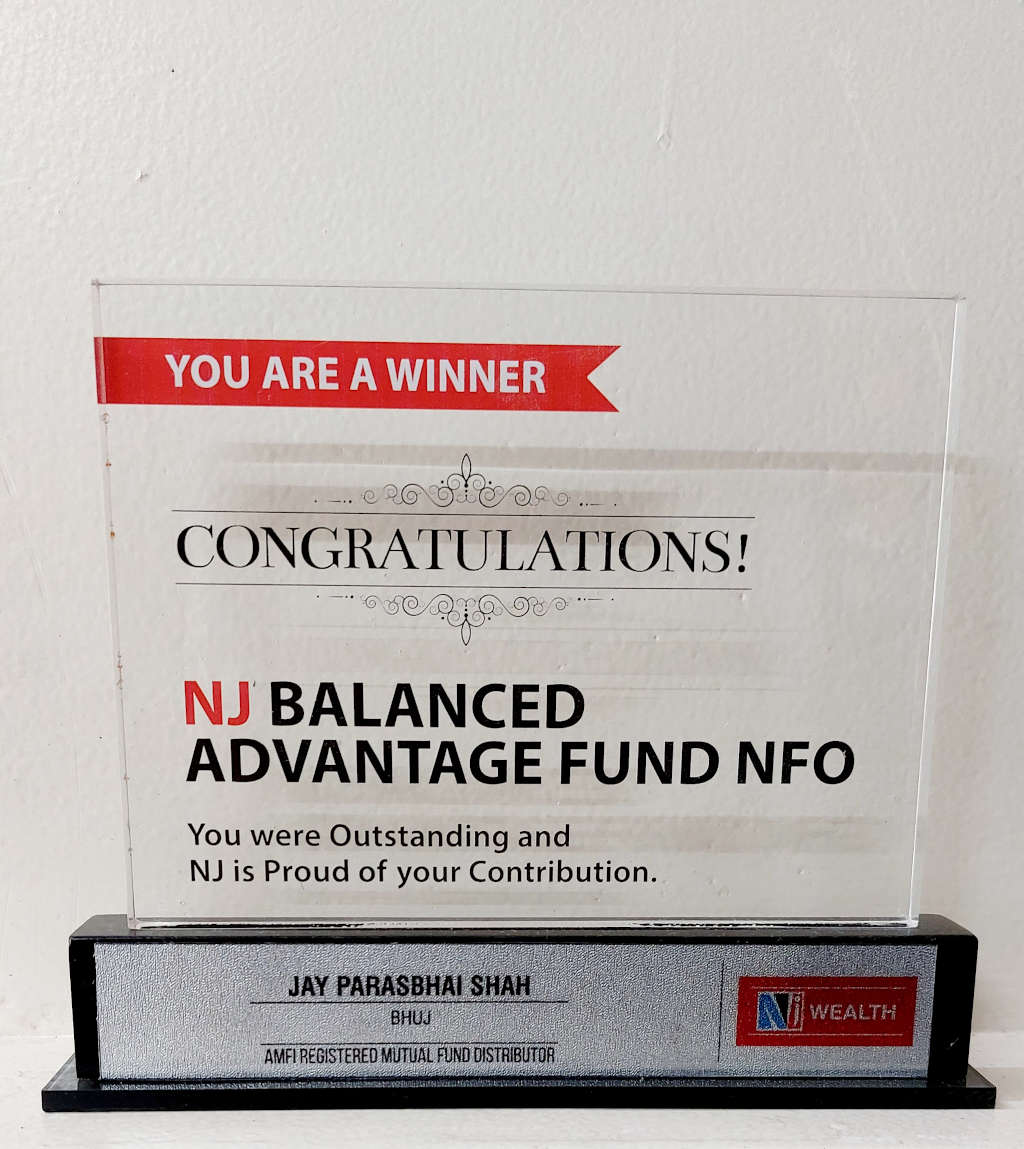 YOU ARE A WINNER
CONGRATULATIONS!
NJ BALANCED
ADVANTAGE FUND NFO
You were Outstanding and
NJ is Proud of your Contribution.
JAY PARASBHAI SHAH
BHUJ
AMFI REGISTERED MUTUAL FUND DISTRIBUTOR
Nj WEALTH